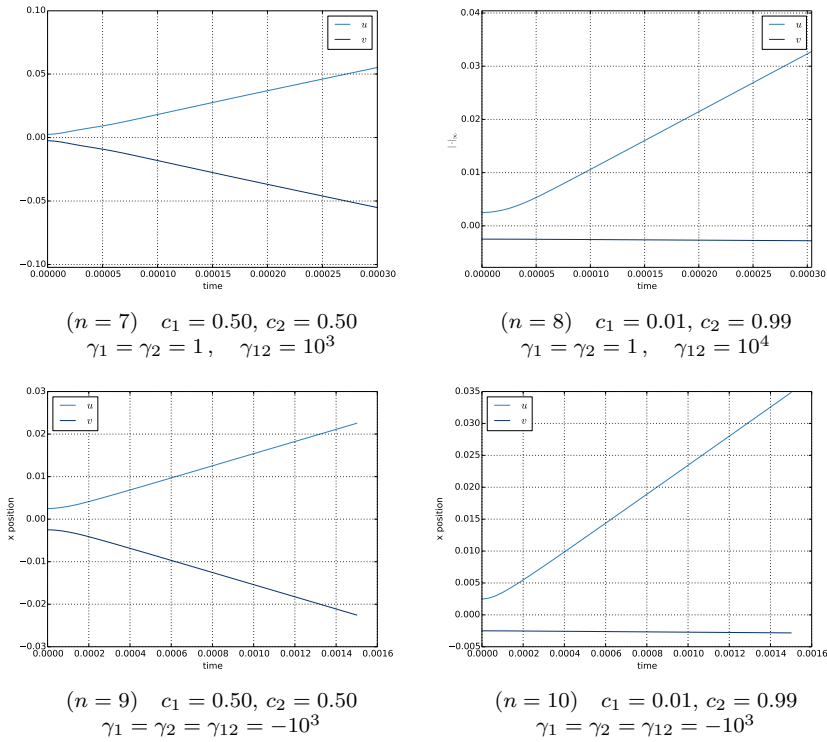 0.10
0.05
0.00
−0.05
−0.10
0.00000 0.00005 0.00010 0.00015 0.00020 0.00025 0.00030
time
u
v
0.04
0.03
0.02
0.01
0.00
|·|∞
0.00000 0.00005 0.00010 0.00015 0.00020 0.00025 0.00030
time
u
v
(n = 7) c₁ = 0.50, c₂ = 0.50
γ₁ = γ₂ = 1 , γ₁₂ = 10³
(n = 8) c₁ = 0.01, c₂ = 0.99
γ₁ = γ₂ = 1 , γ₁₂ = 10⁴
0.03
0.02
0.01
0.00
−0.01
−0.02
−0.03
x position
0.0000 0.0002 0.0004 0.0006 0.0008 0.0010 0.0012 0.0014 0.0016
time
u
v
0.035
0.030
0.025
0.020
0.015
0.010
0.005
0.000
−0.005
x position
0.0000 0.0002 0.0004 0.0006 0.0008 0.0010 0.0012 0.0014 0.0016
time
u
v
(n = 9) c₁ = 0.50, c₂ = 0.50
γ₁ = γ₂ = γ₁₂ = −10³
(n = 10) c₁ = 0.01, c₂ = 0.99
γ₁ = γ₂ = γ₁₂ = −10³